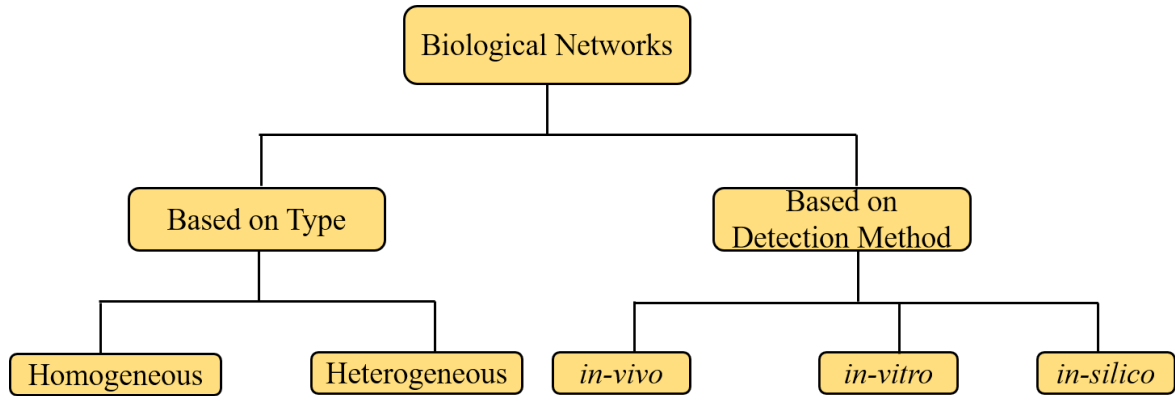 Biological Networks
Based on Type
Based on
Detection Method
Homogeneous
Heterogeneous
in-vivo
in-vitro
in-silico